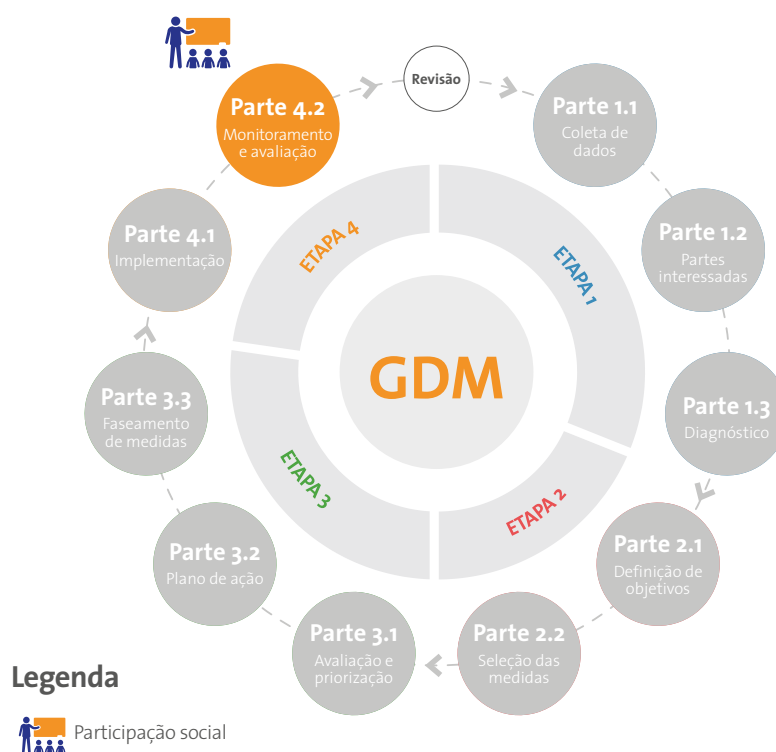 Revisão
Parte 1.1
Coleta de
dados
Parte 1.2
Partes
interessadas
Parte 1.3
Diagnóstico
Parte 2.1
Definição de
objetivos
Parte 2.2
Seleção das
medidas
Parte 3.1
Avaliação e
priorização
Parte 3.2
Plano de ação
Parte 3.3
Faseamento
de medidas
Parte 4.1
Implementação
Parte 4.2
Monitoramento
e avaliação
ETAPA 1
ETAPA 2
ETAPA 3
ETAPA 4
GDM
Legenda
Participação social